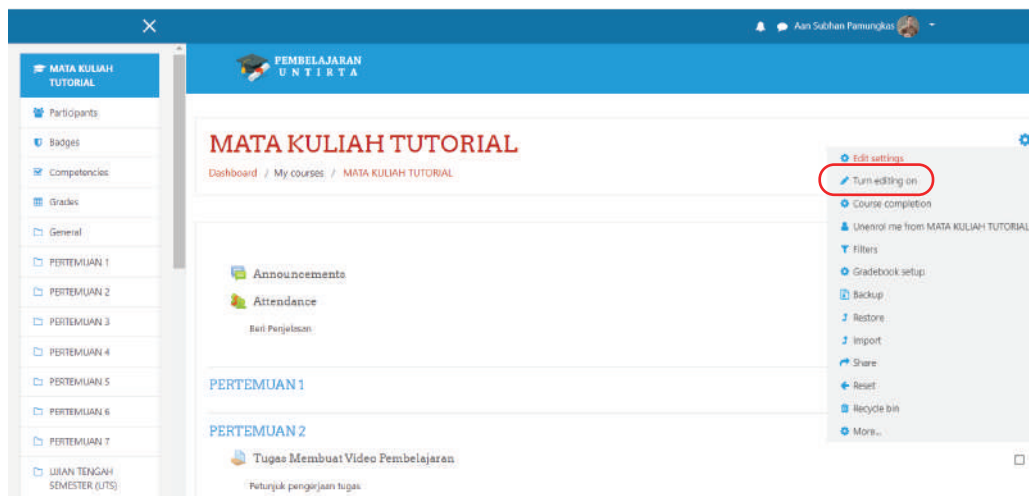 Aan Subhan Pamungkas
MATA KULIAH
TUTORIAL
Participants
Badges
Competencies
Grades
General
PERTEMUAN 1
PERTEMUAN 2
PERTEMUAN 3
PERTEMUAN 4
PERTEMUAN 5
PERTEMUAN 6
PERTEMUAN 7
UJIAN TENGAH
SEMESTER (UTS)
PEMBELAJARAN
UNTIRTA
MATA KULIAH TUTORIAL
Dashboard / My courses / MATA KULIAH TUTORIAL
Edit settings
Turn editing on
Course completion
Unenrol me from MATA KULIAH TUTORIAL
Filters
Gradebook setup
Backup
Restore
Import
Share
Reset
Recycle bin
More...
Announcements
Attendance
Beri Penjelasan
PERTEMUAN 1
PERTEMUAN 2
Tugas Membuat Video Pembelajaran
Petunjuk pengerjaan tugas: